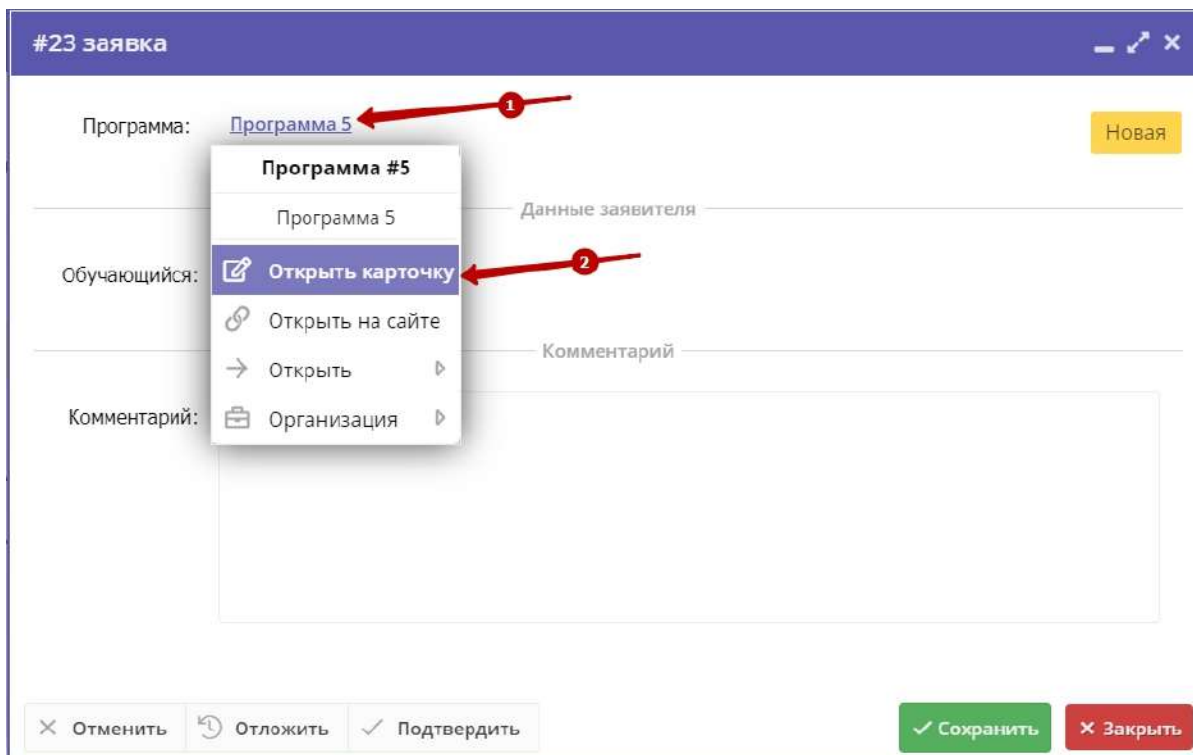 #23 заявка
Программа: Программа 5
1
Новая
Программа #5
Программа 5
Данные заявителя
Обучающийся:
Открыть карточку
2
Открыть на сайте
Комментарий
Открыть
Комментарий:
Организация
Отменить Отложить Подтвердить Сохранить Закрыть